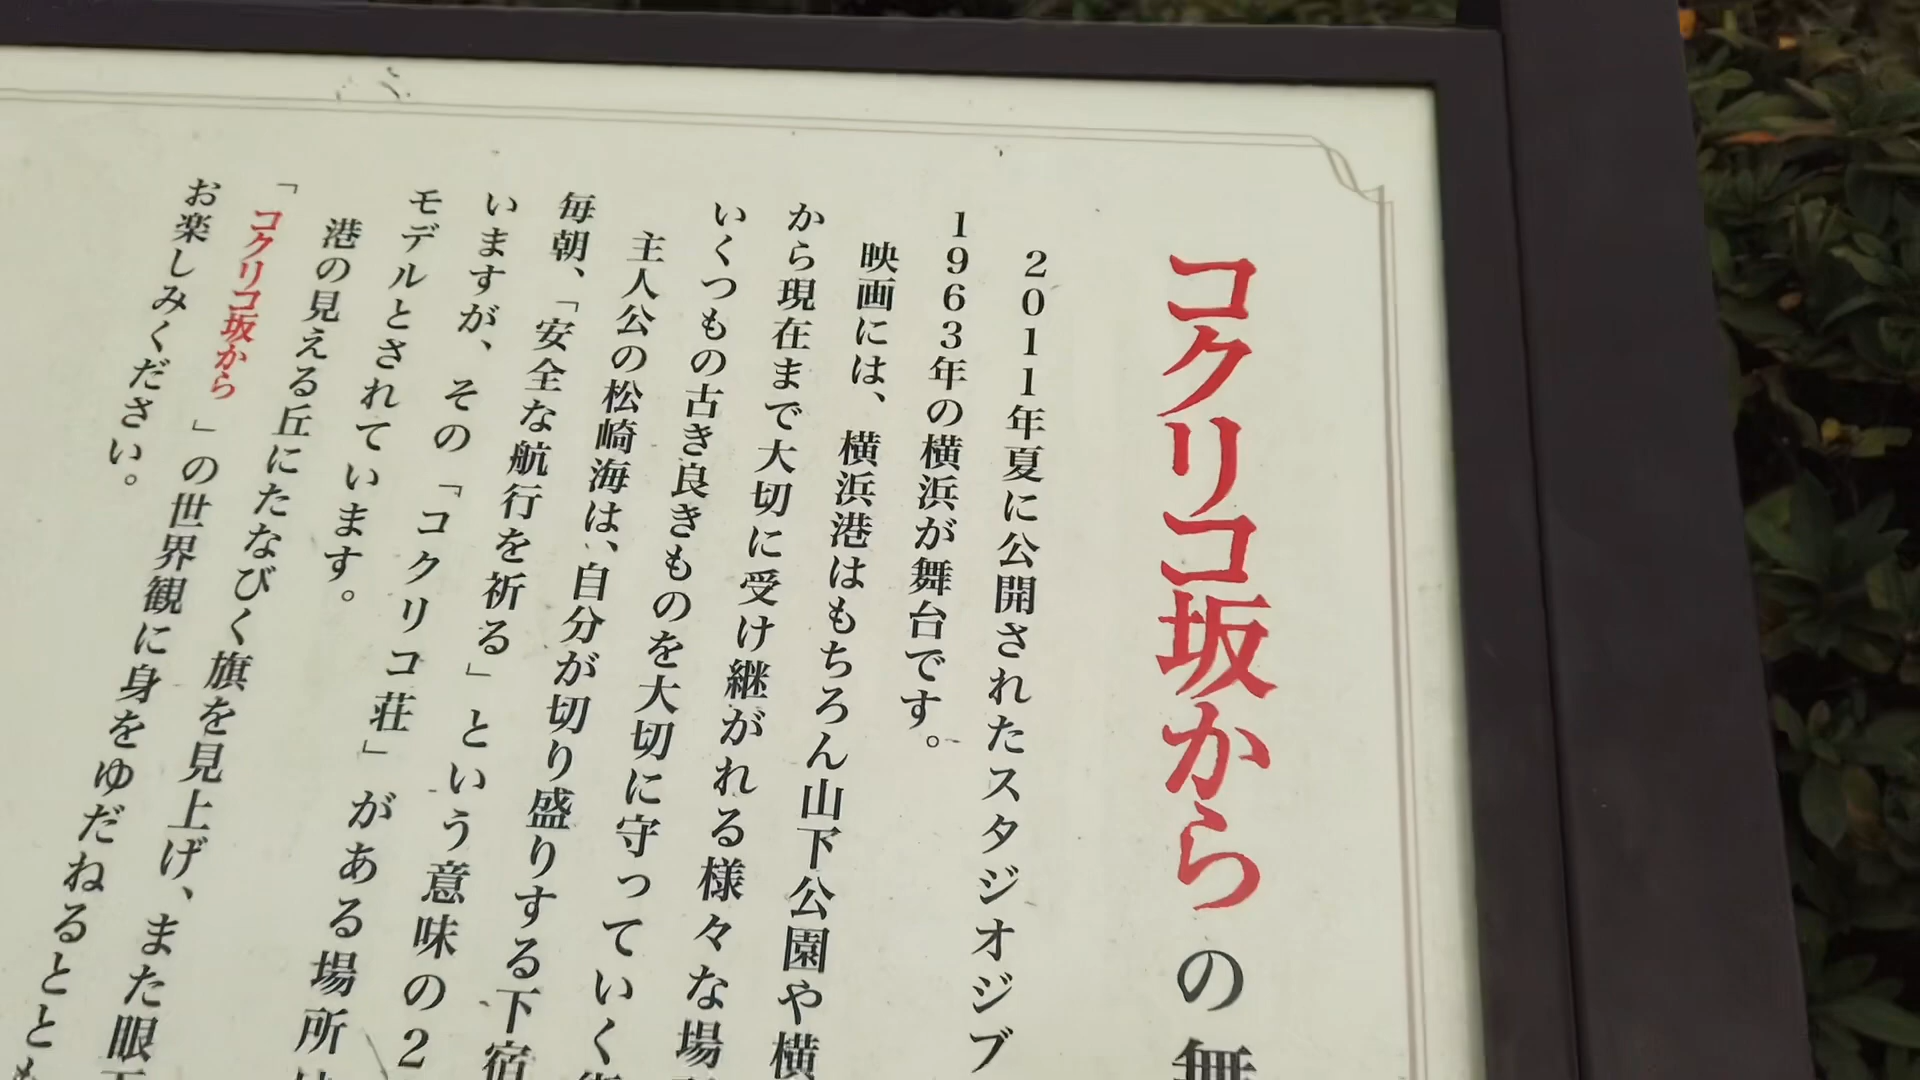 コクリコ坂からの舞
2011年夏に公開されたスタジオジブ
1963年の横浜が舞台です。
映画には、横浜港はもちろん山下公園や横
から現在まで大切に受け継がれる様々な場
いくつもの古き良きものを大切に守っていく
主人公の松崎海は、自分が切り盛りする下宿
毎朝、「安全な航行を祈る」という意味の2
いますが、その「コクリコ荘」がある場所は
モデルとされています。
港の見える丘にたなびく旗を見上げ、また眼下
「コクリコ坂から」の世界観に身をゆだねるととも
お楽しみください。